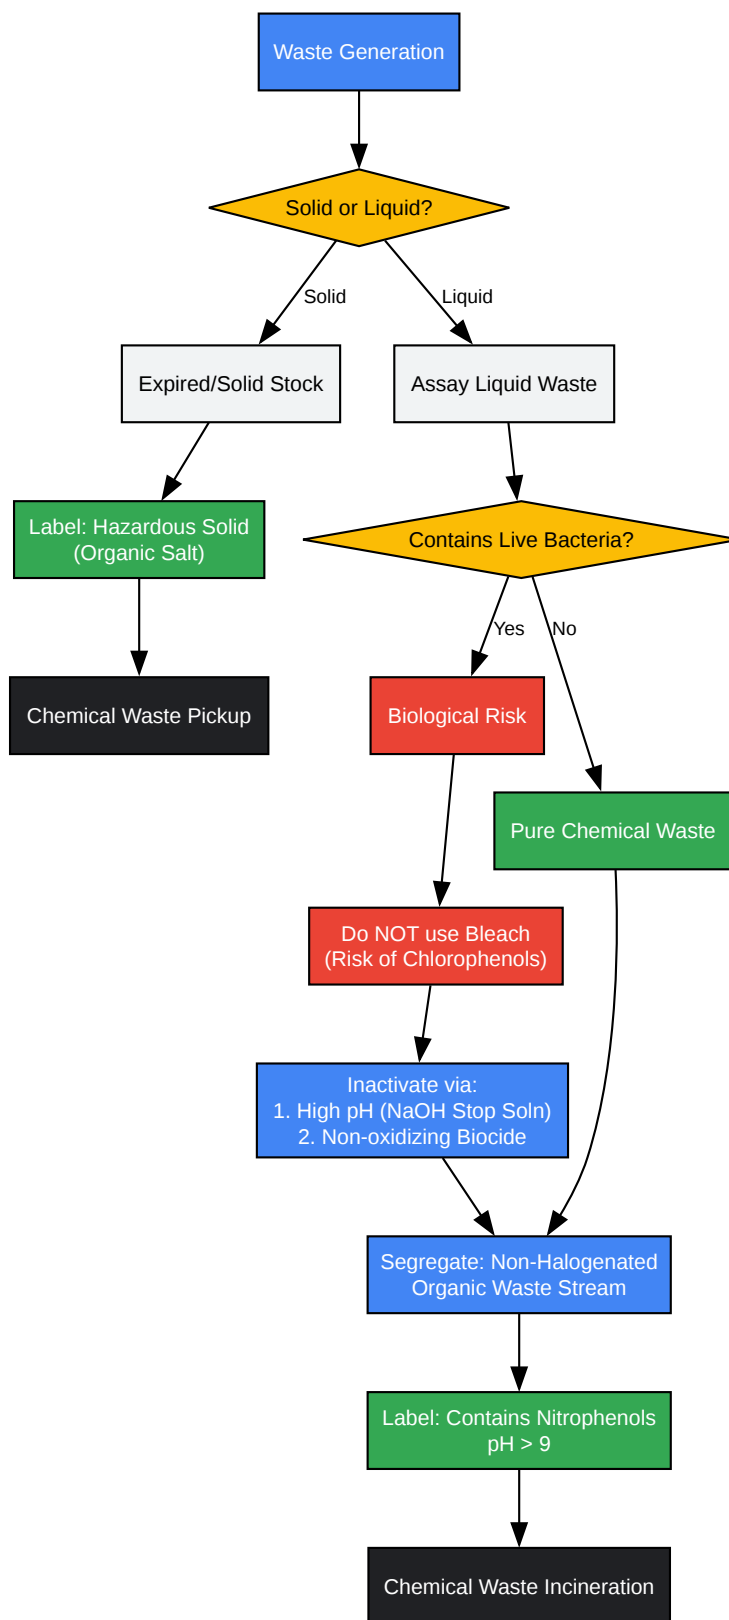 Waste Generation
Solid or Liquid?
Solid
Liquid
Expired/Solid Stock
Assay Liquid Waste
Label: Hazardous Solid
(Organic Salt)
Contains Live Bacteria?
Yes
No
Chemical Waste Pickup
Biological Risk
Pure Chemical Waste
Do NOT use Bleach
(Risk of Chlorophenols)
Inactivate via:
1. High pH (NaOH Stop Soln)
2. Non-oxidizing Biocide
Segregate: Non-Halogenated
Organic Waste Stream
Label: Contains Nitrophenols
pH > 9
Chemical Waste Incineration